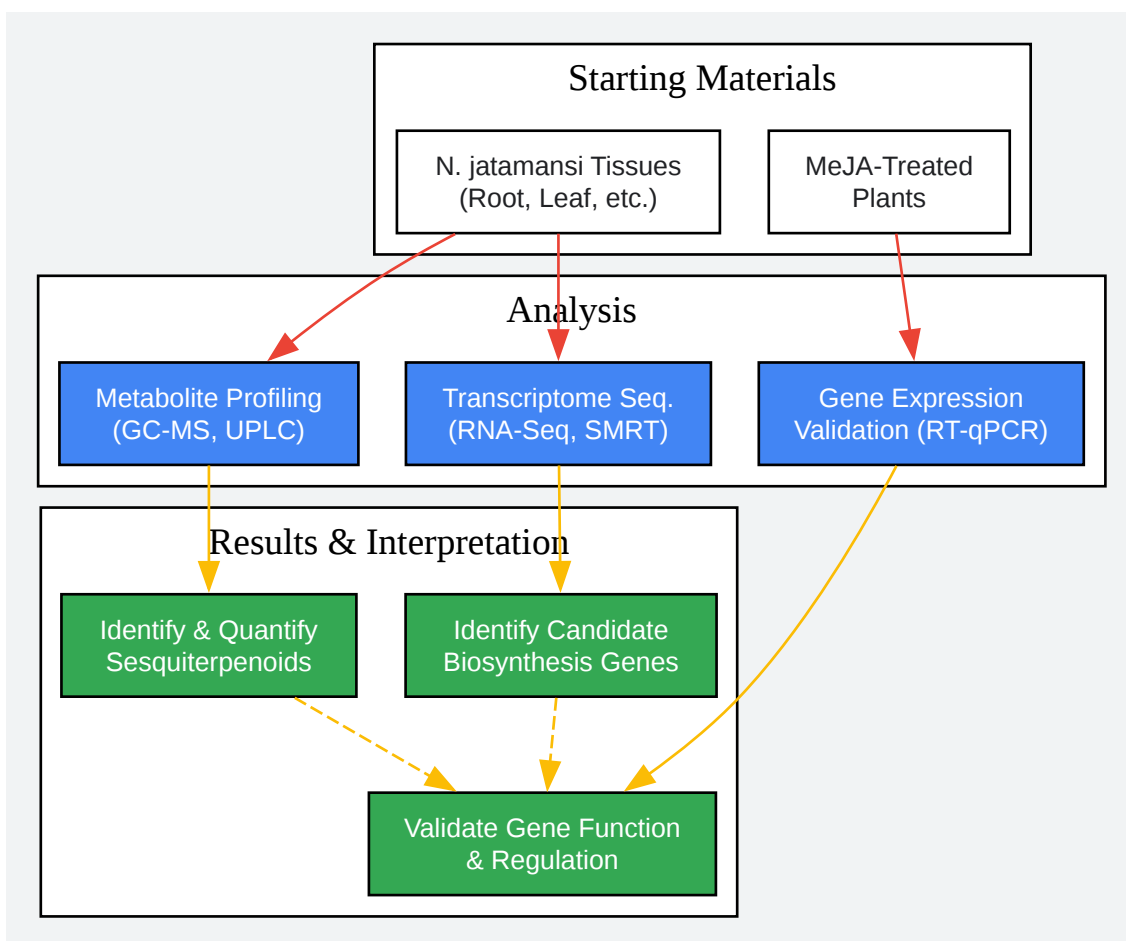 Starting Materials
N. jatamansi Tissues
(Root, Leaf, etc.)
MeJA-Treated
Plants
Analysis
Metabolite Profiling
(GC-MS, UPLC)
Transcriptome Seq.
(RNA-Seq, SMRT)
Gene Expression
Validation (RT-qPCR)
Results & Interpretation
Identify & Quantify
Sesquiterpenoids
Identify Candidate
Biosynthesis Genes
Validate Gene Function
& Regulation